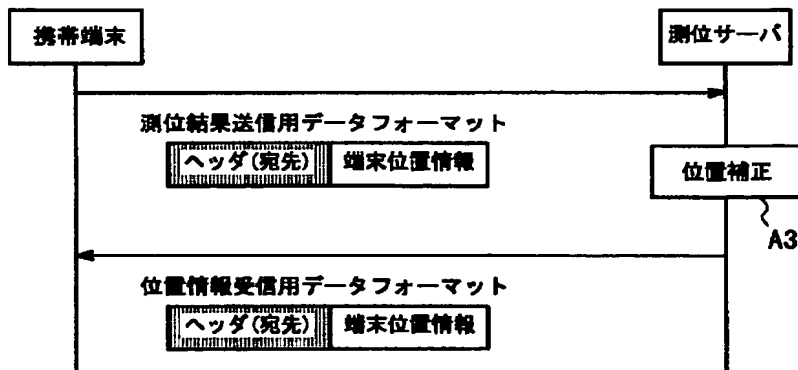 携帯端末
測位サーバ
測位結果送信用データフォーマット
ヘッダ(宛先) 端末位置情報
位置補正
A3
位置情報受信用データフォーマット
ヘッダ(宛先) 端末位置情報